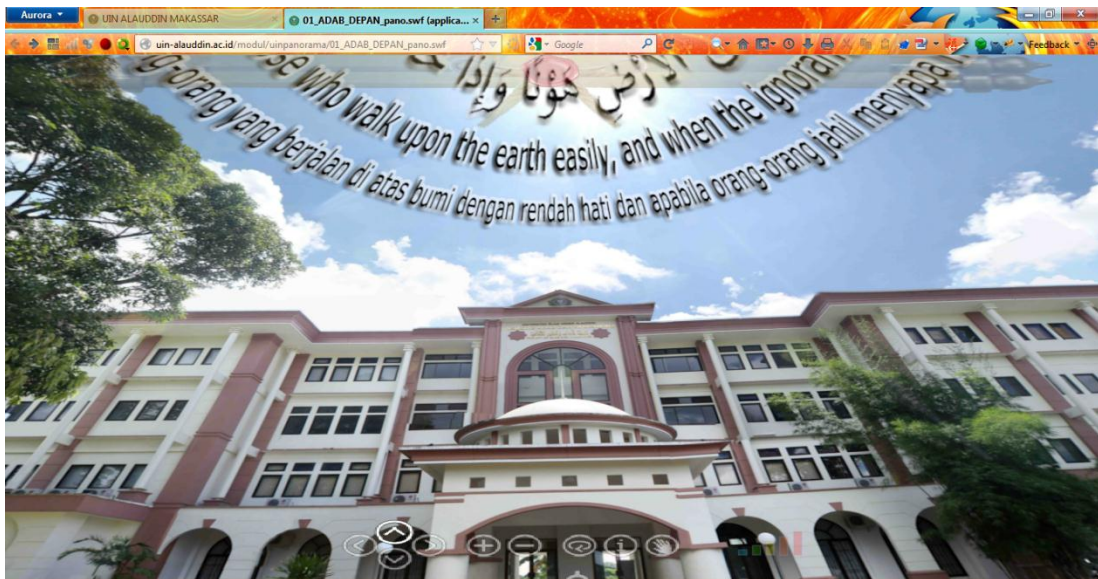 Aurora
UIN ALAUDDIN MAKASSAR
01_ADAB_DEPAN_pano.swf (applica...
uin-alauddin.ac.id/modul/uinpanorama/01_ADAB_DEPAN_pano.swf
Google
Feedback
الْأَرْضِ هَوْنًا وَإِذَا
who walk upon the earth easily, and when the
orang yang berjalan di atas bumi dengan rendah hati dan apabila orang-orang jahil menyapa